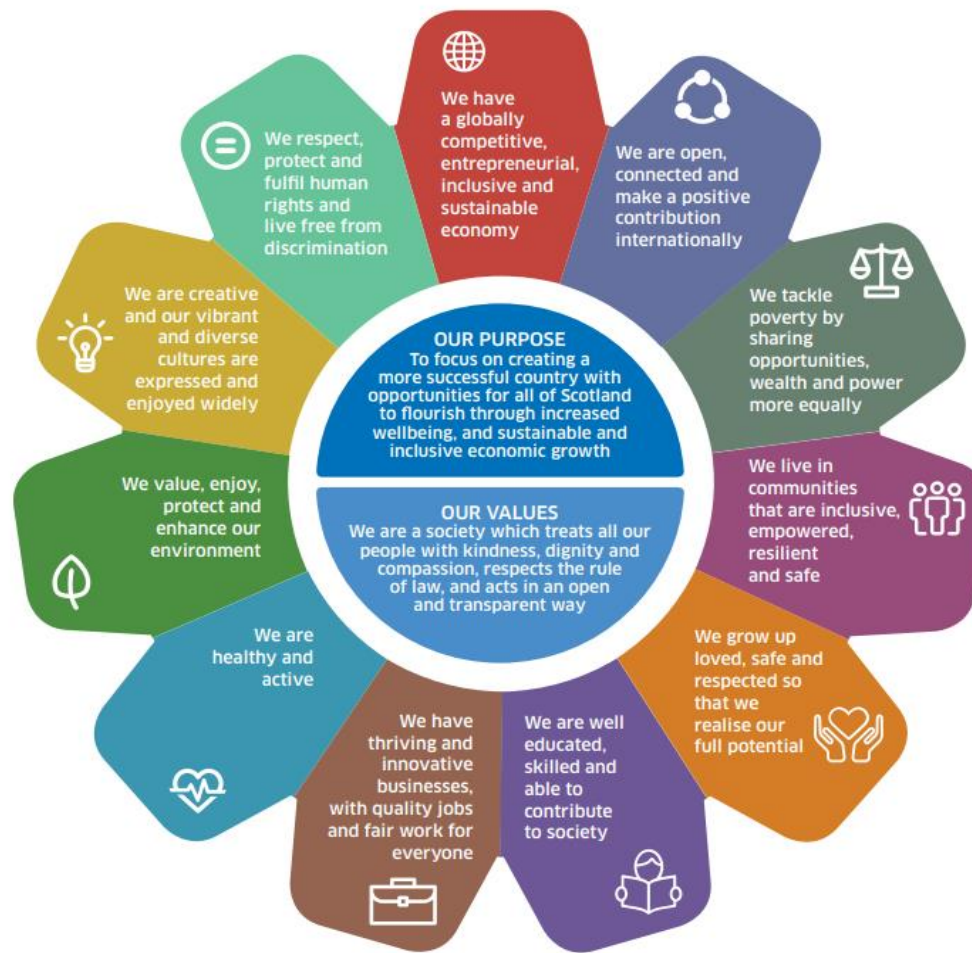 We have
a globally
competitive,
entrepreneurial,
inclusive and
sustainable
economy
We are open,
connected and
make a positive
contribution
internationally
We tackle
poverty by
sharing
opportunities,
wealth and power
more equally
We live in
communities
that are inclusive,
empowered,
resilient
and safe
We grow up
loved, safe and
respected so
that we
realise our
full potential
We are well
educated,
skilled and
able to
contribute
to society
We have
thriving and
innovative
businesses,
with quality jobs
and fair work for
everyone
We are
healthy and
active
We value, enjoy,
protect and
enhance our
environment
We are creative
and our vibrant
and diverse
cultures are
expressed and
enjoyed widely
We respect,
protect and
fulfil human
rights and
live free from
discrimination
OUR PURPOSE
To focus on creating a
more successful country with
opportunities for all of Scotland
to flourish through increased
wellbeing, and sustainable and
inclusive economic growth
OUR VALUES
We are a society which treats all our
people with kindness, dignity and
compassion, respects the rule
of law, and acts in an open
and transparent way